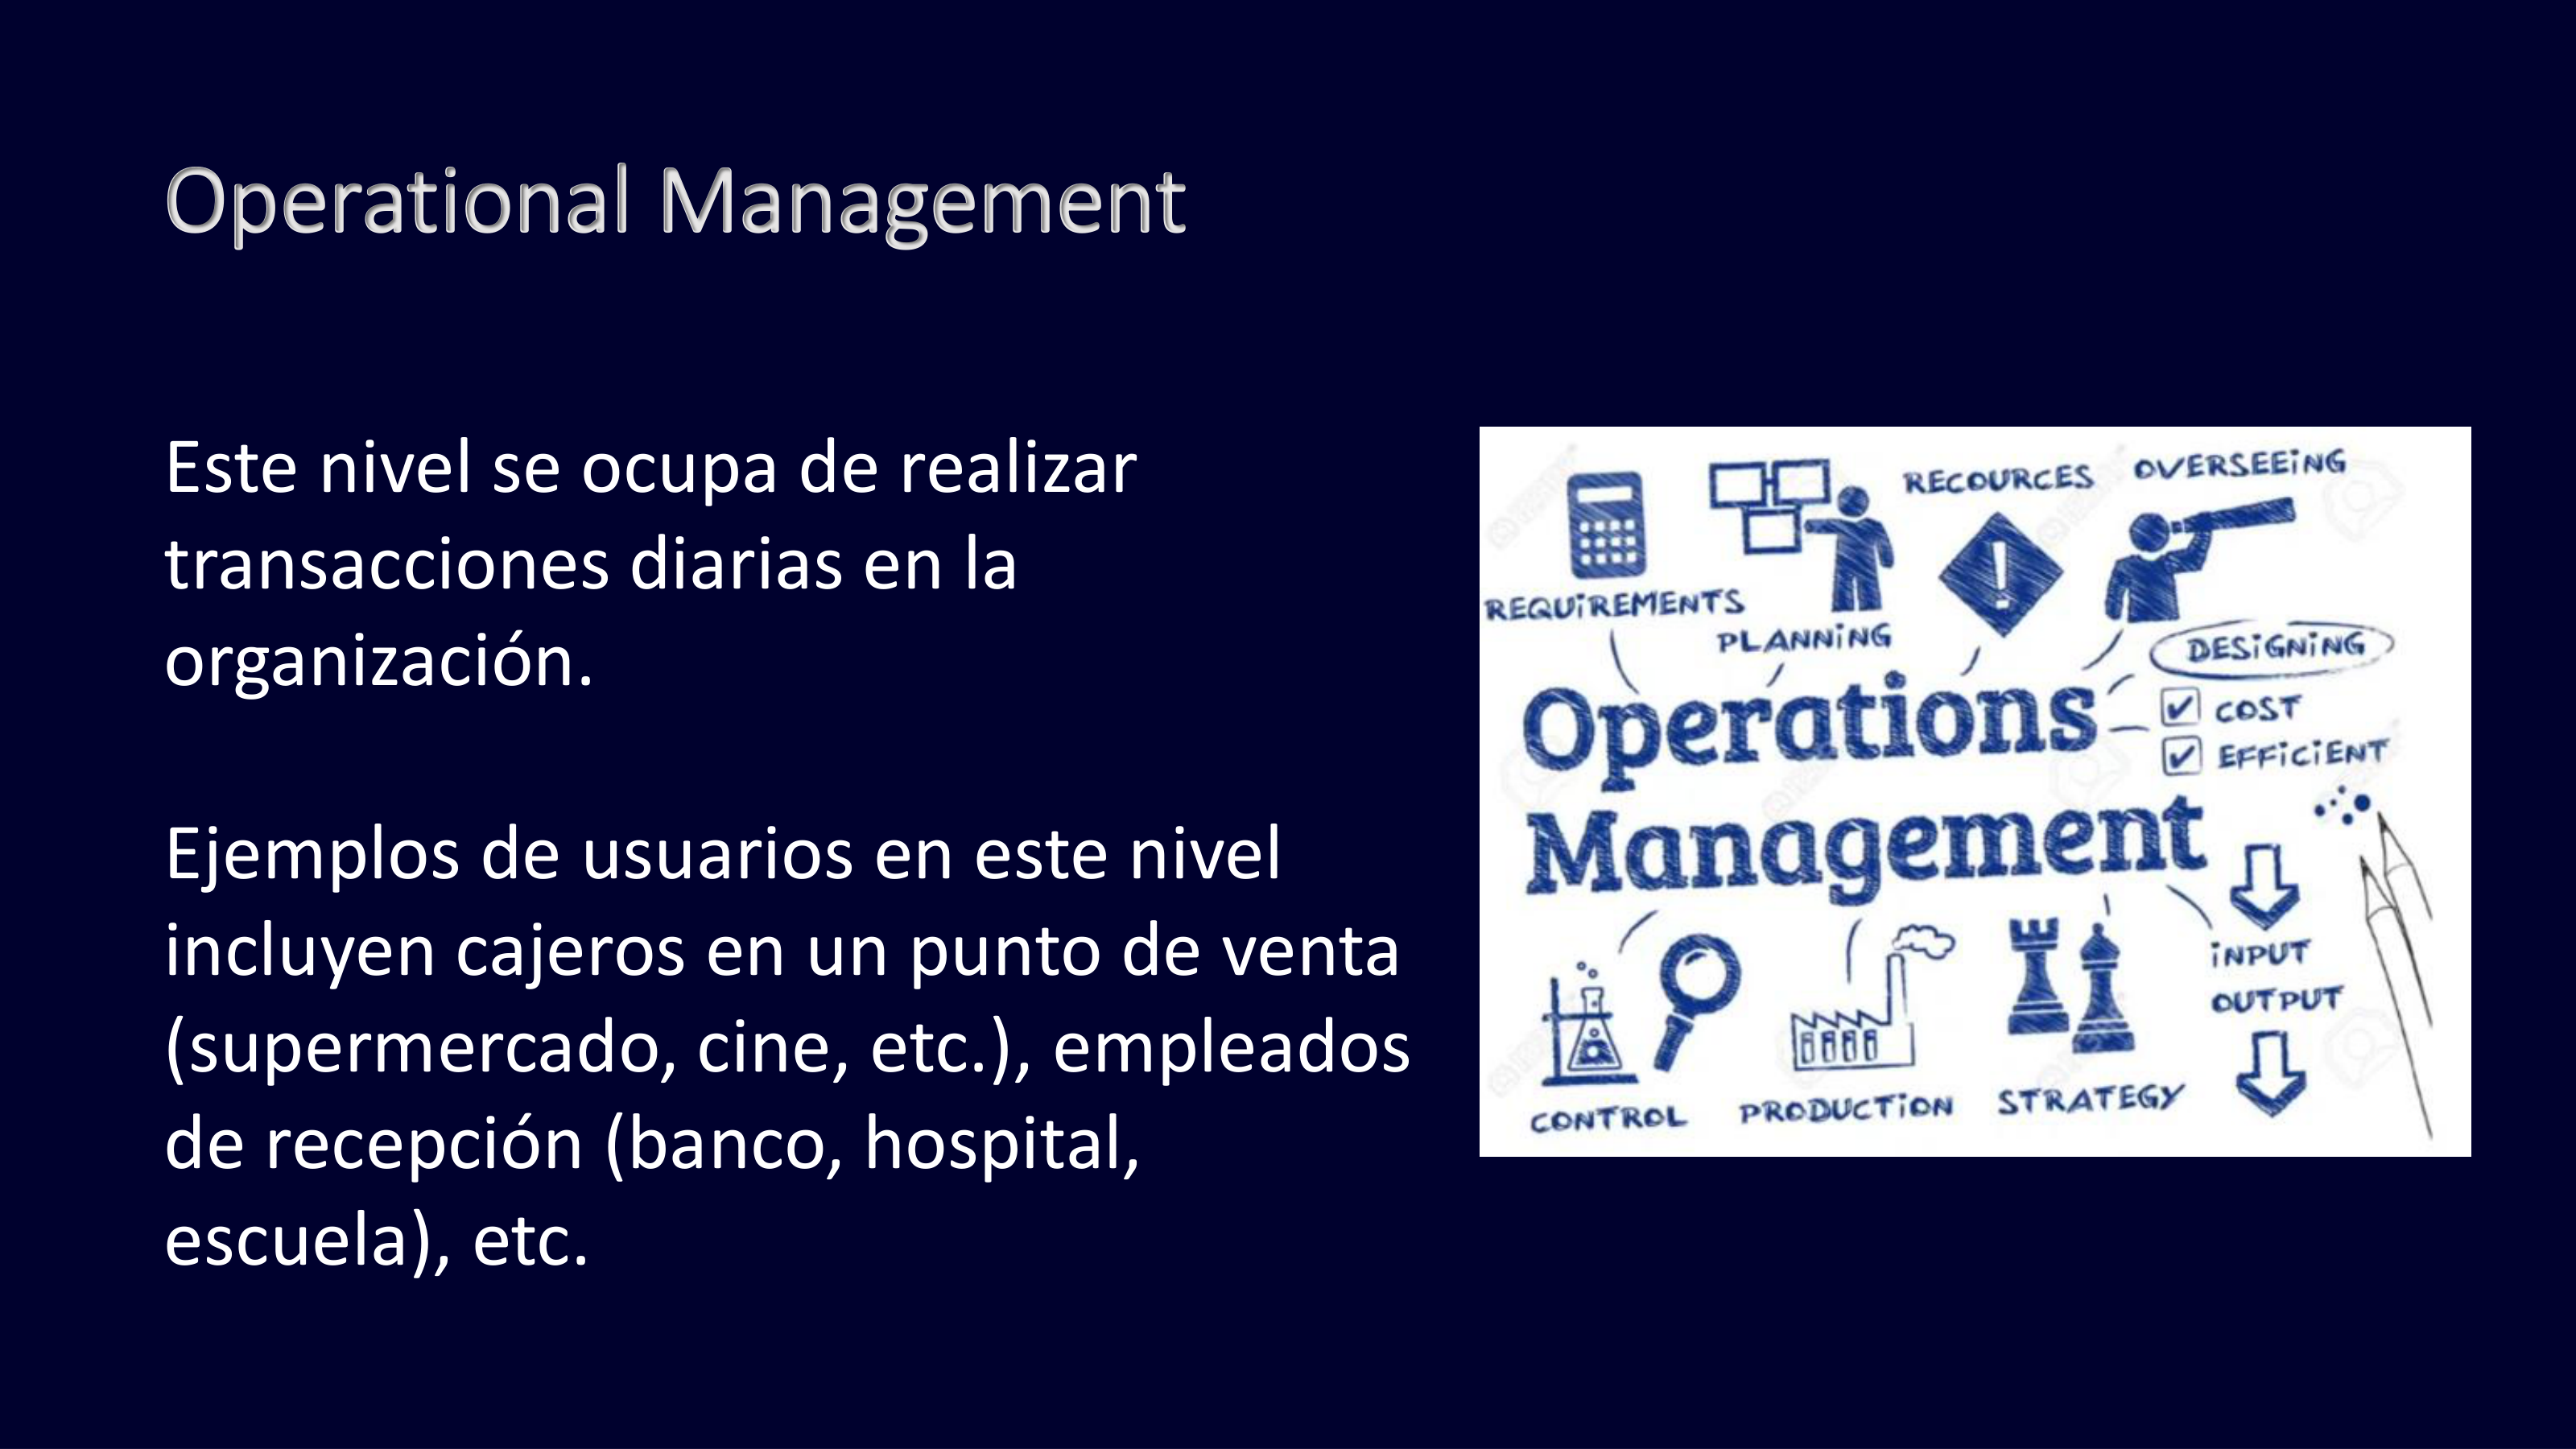 Operational Management
Este nivel se ocupa de realizar
transacciones diarias en la
organización.
Ejemplos de usuarios en este nivel
incluyen cajeros en un punto de venta
(supermercado, cine, etc.), empleados
de recepción (banco, hospital,
escuela), etc.
RECOURCES
OVERSEEiNG
REQUiREMENTS
PLANNiNG
DESiGNiNG
Operations
COST
EFFiCiENT
Management
iNPUT
OUTPUT
CONTROL
PRODUCTiON
STRATEGY